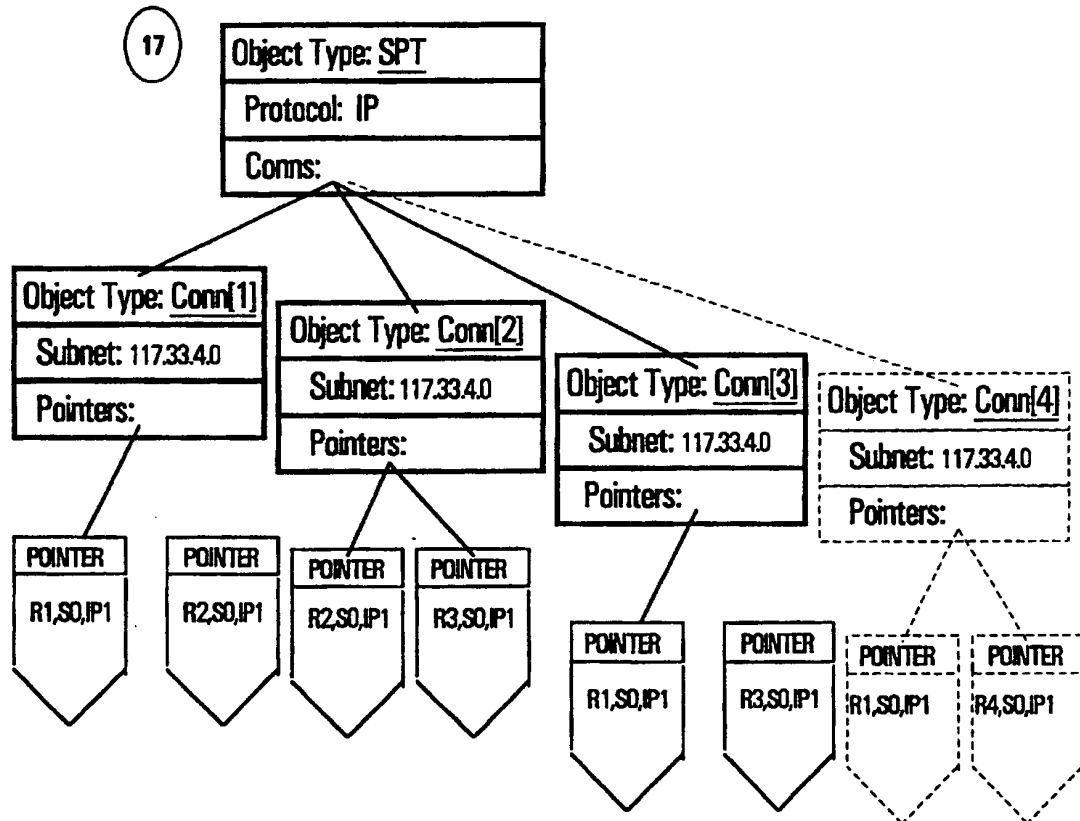 17
Object Type: SPT
Protocol: IP
Conns:
Object Type: Conn[1]
Subnet: 117.33.4.0
Pointers:
Object Type: Conn[2]
Subnet: 117.33.4.0
Pointers:
Object Type: Conn[3]
Subnet: 117.33.4.0
Pointers:
Object Type: Conn[4]
Subnet: 117.33.4.0
Pointers:
POINTER
R1,S0,IP1
POINTER
R2,S0,IP1
POINTER
R2,S0,IP1
POINTER
R3,S0,IP1
POINTER
R1,S0,IP1
POINTER
R3,S0,IP1
POINTER
R1,S0,IP1
POINTER
R4,S0,IP1